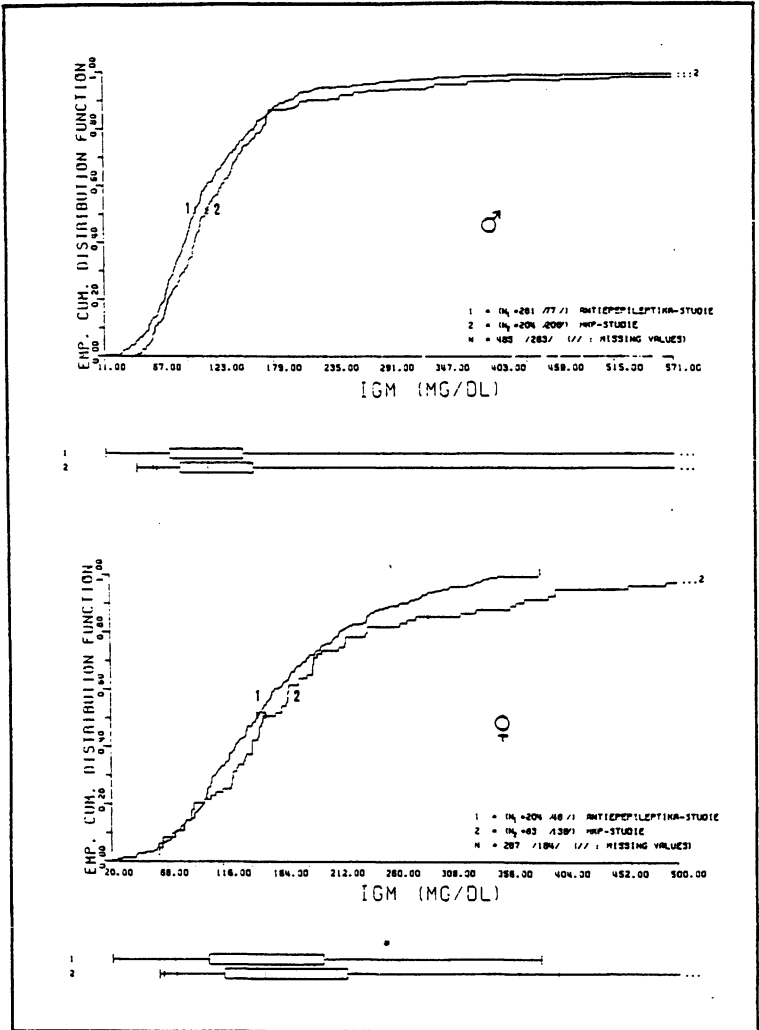 EMP. CUM. DISTRIBUTION FUNCTION
0.00 0.20 0.40 0.60 0.80 1.00
...2
1 2
♂
1 = (N₁ =281 /77/) ANTIEPEPILEPTIKA-STUDIE
2 = (N₂ =204 /206/) MKP-STUDIE
N = 485 /283/ (// : MISSING VALUES)
11.00 67.00 123.00 179.00 235.00 291.00 347.00 403.00 459.00 515.00 571.00
IGM (MG/DL)
1 ...
2 ...
EMP. CUM. DISTRIBUTION FUNCTION
0.00 0.20 0.40 0.60 0.80 1.00
1
...2
1 2
♀
1 = (N₁ =204 /46/) ANTIEPEPILEPTIKA-STUDIE
2 = (N₂ =83 /138/) MKP-STUDIE
N = 287 /184/ (// : MISSING VALUES)
20.00 68.00 116.00 164.00 212.00 260.00 308.00 356.00 404.00 452.00 500.00
IGM (MG/DL)
1
2 ...